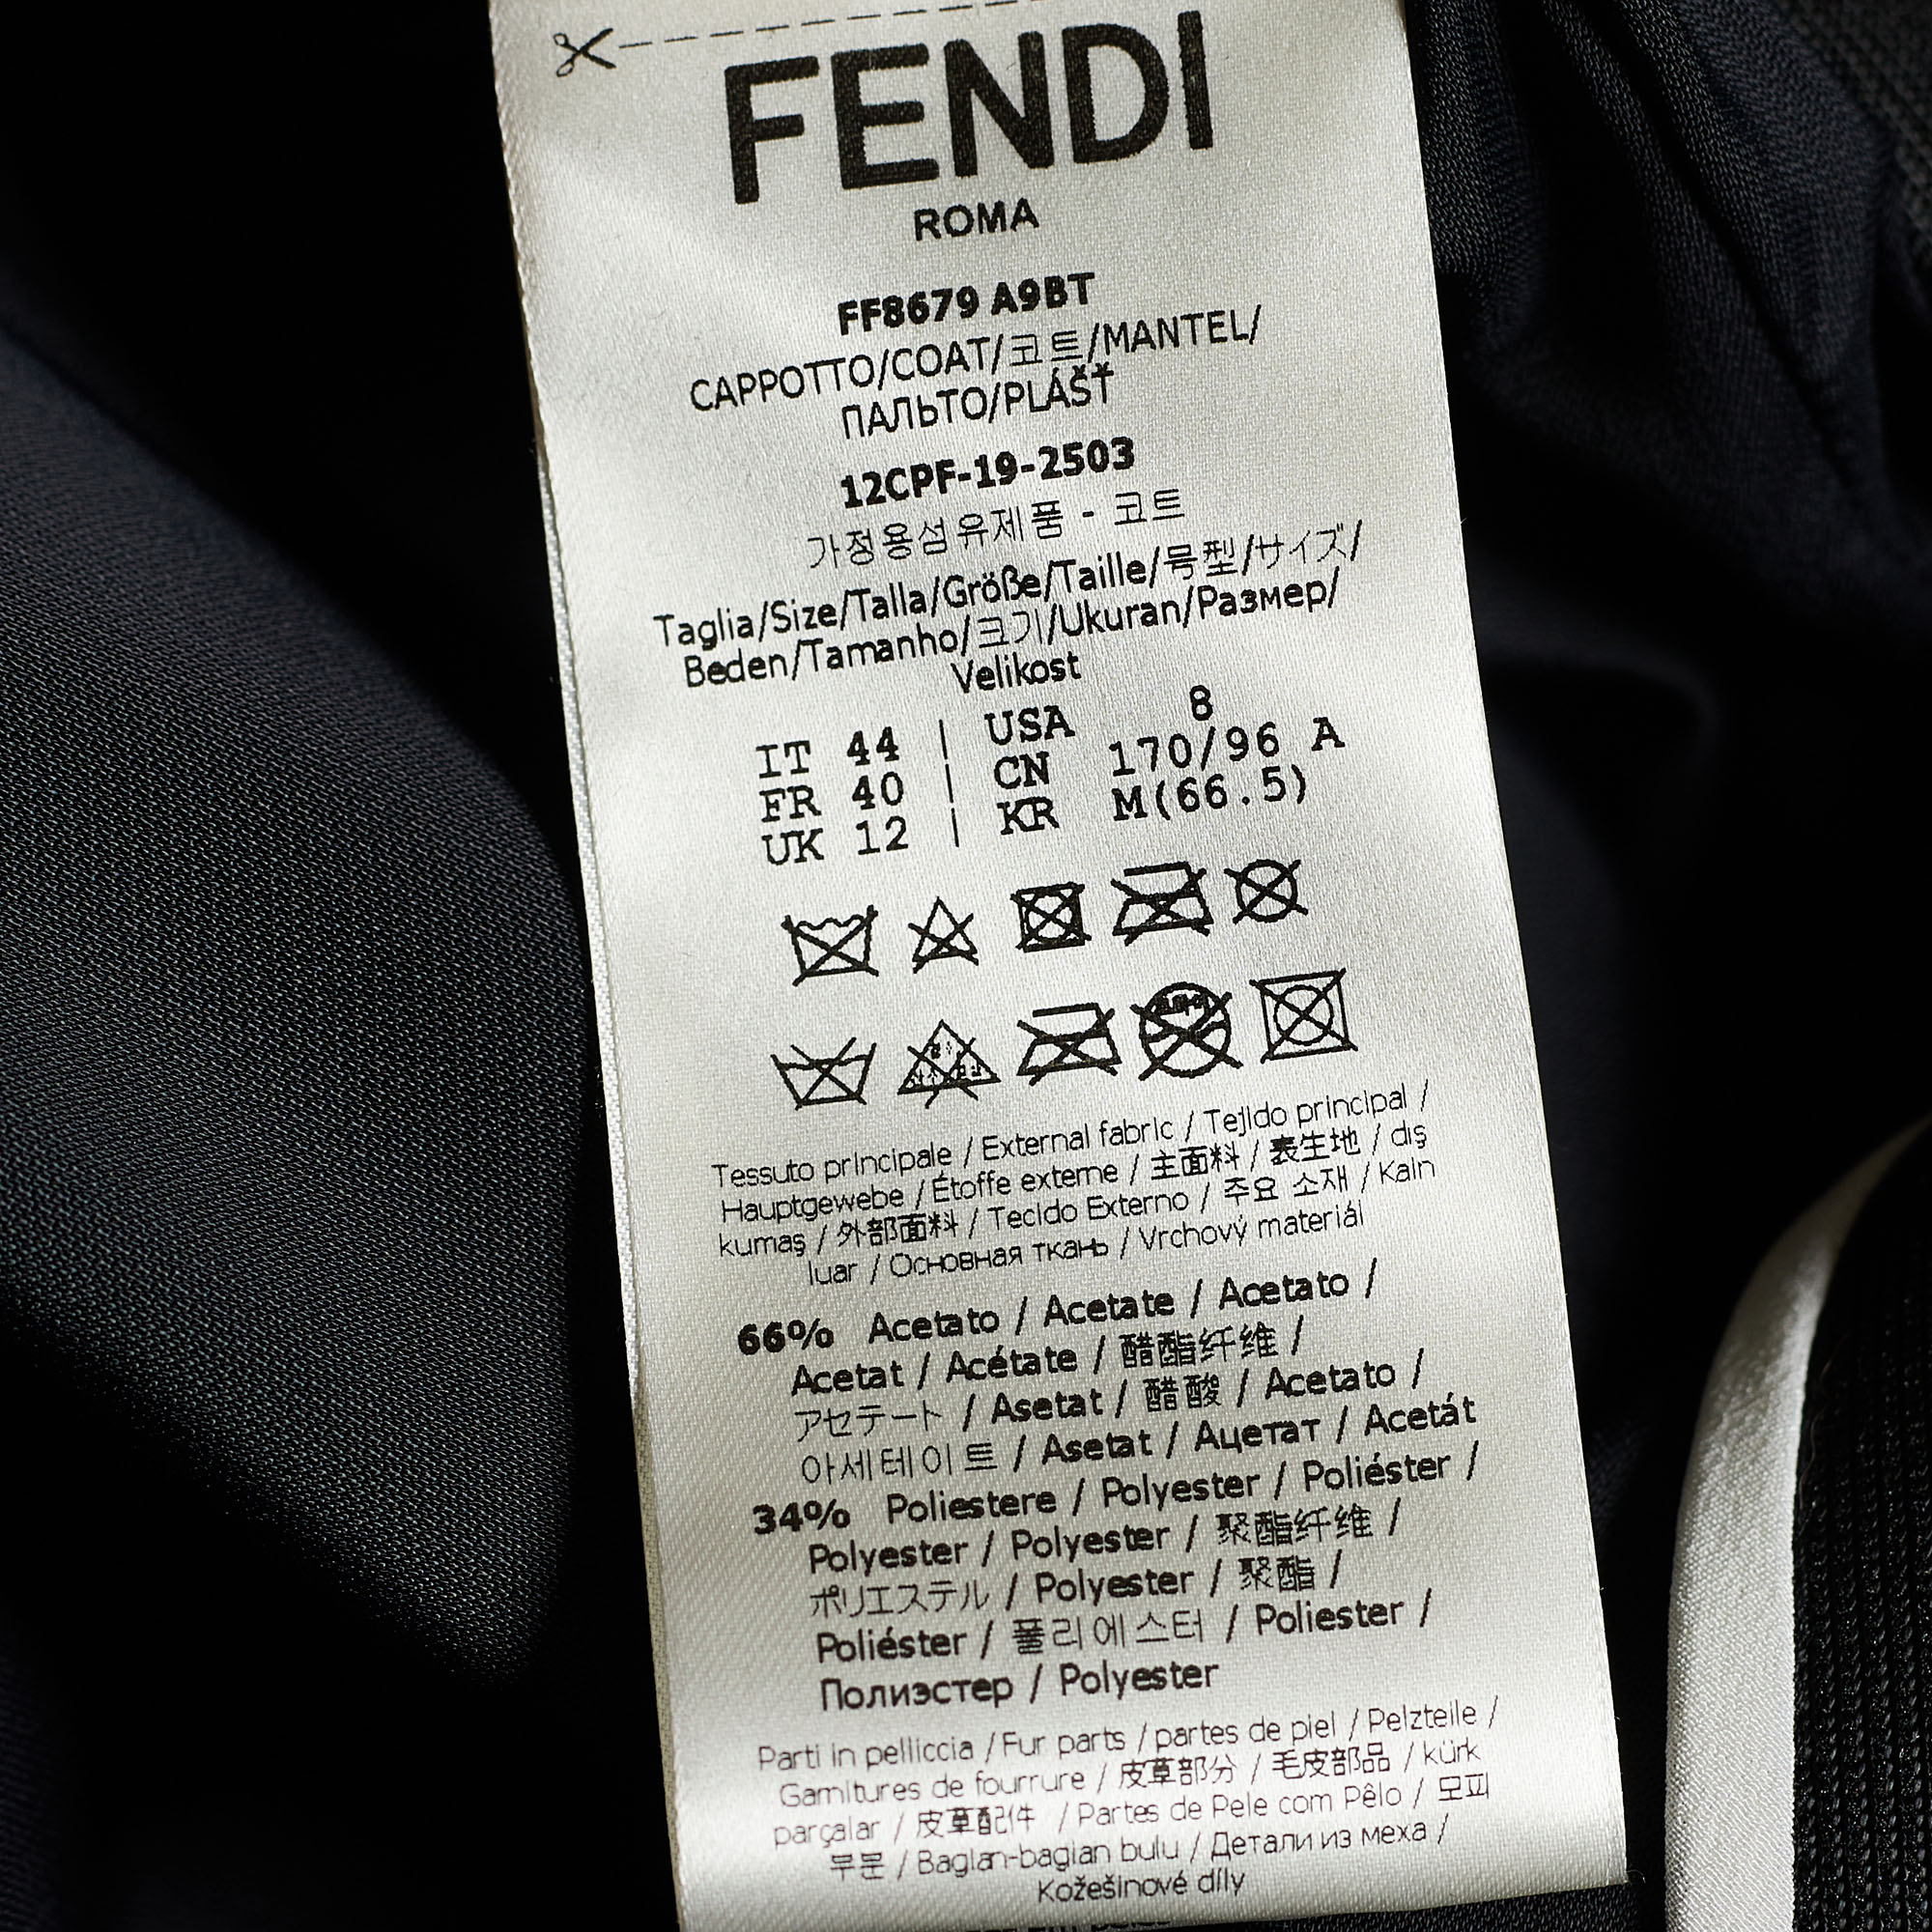 FENDI
ROMA
FF8679 A9BT
CAPPOTTO/COAT/코트/MANTEL/
ПАЛЬТО/PLÁŠŤ
12CPF-19-2503
가정용섬유제품 - 코트
Taglia/Size/Talla/Größe/Taille/号型/サイズ/
Beden/Tamanho/크기/Ukuran/Размер/
Velikost
IT 44 | USA 8
FR 40 | CN 170/96 A
UK 12 | KR M(66.5)
Tessuto principale / External fabric / Tejido principal /
Hauptgewebe / Étoffe externe / 主面料 / 表生地 / dış
kumaş / 外部面料 / Tecido Externo / 주요 소재 / Kain
luar / Основная ткань / Vrchový materiál
66% Acetato / Acetate / Acetato /
Acetat / Acétate / 醋酯纤维 /
アセテート / Asetat / 醋酸 / Acetato /
아세테이트 / Asetat / Ацетат / Acetát
34% Poliestere / Polyester / Poliéster /
Polyester / Polyester / 聚酯纤维 /
ポリエステル / Polyester / 聚酯 /
Poliéster / 폴리에스터 / Poliester /
Полиэстер / Polyester
Parti in pelliccia / Fur parts / partes de piel / Pelzteile /
Garnitures de fourrure / 皮草部分 / 毛皮部品 / kürk
parçalar / 皮草配件 / Partes de Pele com Pêlo / 모피
부분 / Bagian-bagian bulu / Детали из меха /
Kožešinové díly